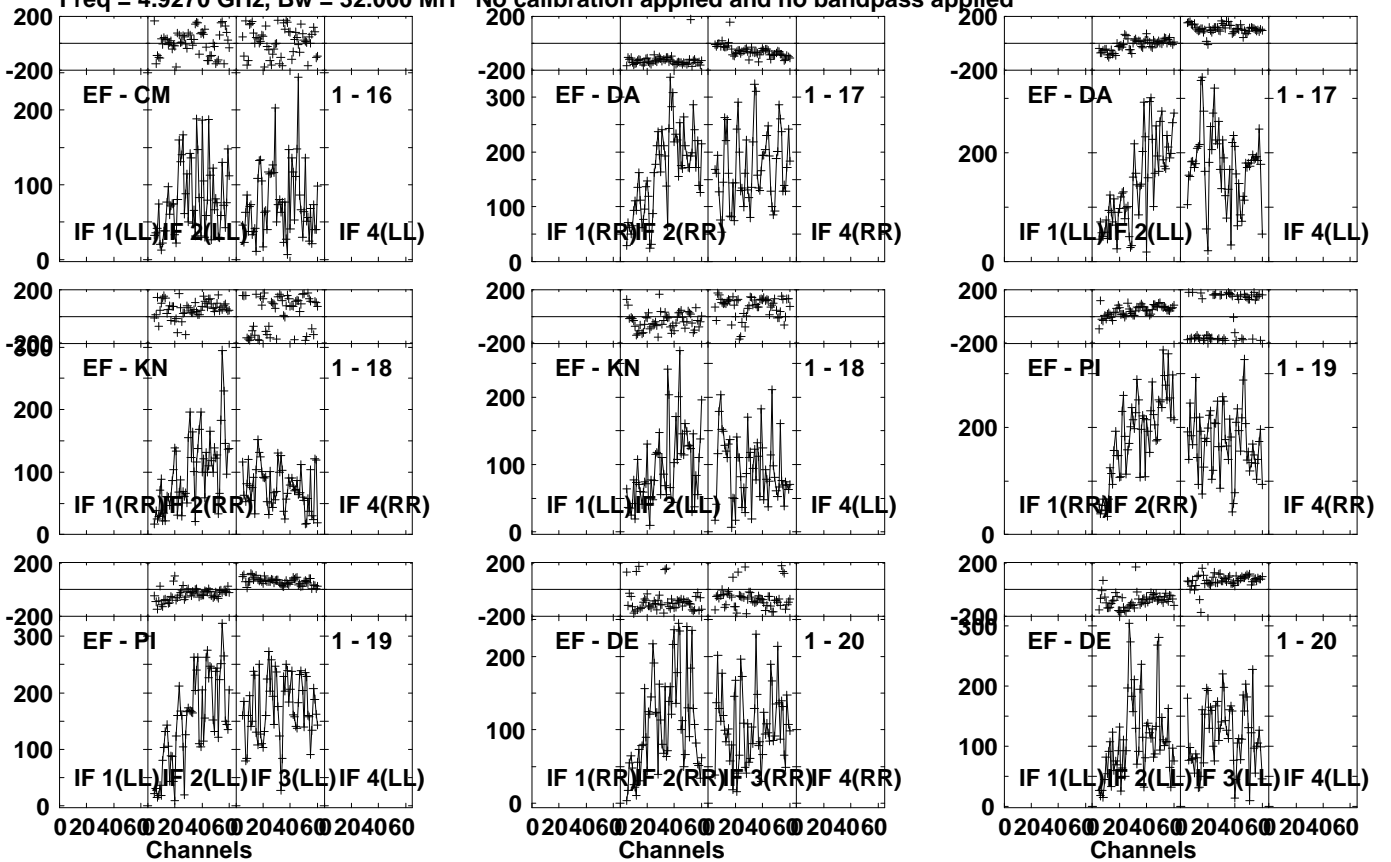 Freq = 4.9270 GHz, Bw = 32.000 MH No calibration applied and no bandpass applied
200 200 200
-200 -200 -200
EF - CM 1 - 16 EF - DA 1 - 17 EF - DA 1 - 17
200 300 200
100 200 
100
IF 1(LL) IF 2(LL) IF 4(LL) IF 1(RR) IF 2(RR) IF 4(RR) IF 1(LL) IF 2(LL) IF 4(LL)
0 0 0
200 200 200
-200 -200 -200
300
EF - KN 1 - 18 EF - KN 1 - 18 EF - PI 1 - 19
200 200 200
100 100
IF 1(RR) IF 2(RR) IF 4(RR) IF 1(LL) IF 2(LL) IF 4(LL) IF 1(RR) IF 2(RR) IF 4(RR)
0 0 0
200 200 200
-200 -200 -200
300 300
EF - PI 1 - 19 EF - DE 1 - 20 EF - DE 1 - 20
200 200 200
100 100 100
IF 1(LL) IF 2(LL) IF 3(LL) IF 4(LL) IF 1(RR) IF 2(RR) IF 3(RR) IF 4(RR) IF 1(LL) IF 2(LL) IF 3(LL) IF 4(LL)
0 0 0
0 20 40 60 0 20 40 60 0 20 40 60 0 20 40 60 0 20 40 60 0 20 40 60 0 20 40 60 0 20 40 60 0 20 40 60 0 20 40 60 0 20 40 60 0 20 40 60
Channels Channels Channels